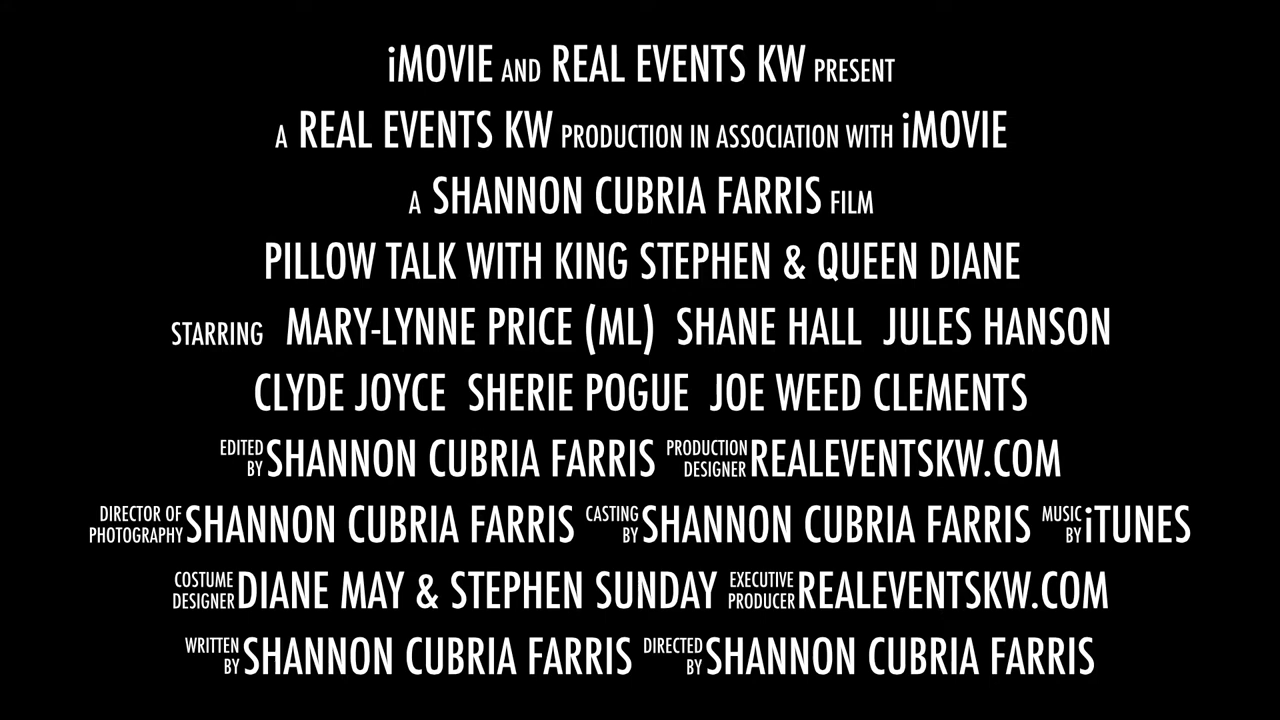 iMOVIE AND REAL EVENTS KW PRESENT
A REAL EVENTS KW PRODUCTION IN ASSOCIATION WITH iMOVIE
A SHANNON CUBRIA FARRIS FILM
PILLOW TALK WITH KING STEPHEN & QUEEN DIANE
STARRING MARY-LYNNE PRICE (ML) SHANE HALL JULES HANSON
CLYDE JOYCE SHERIE POGUE JOE WEED CLEMENTS
EDITED BY SHANNON CUBRIA FARRIS PRODUCTION DESIGNER REALEVENTSKW.COM
DIRECTOR OF PHOTOGRAPHY SHANNON CUBRIA FARRIS CASTING BY SHANNON CUBRIA FARRIS MUSIC BY iTUNES
COSTUME DESIGNER DIANE MAY & STEPHEN SUNDAY EXECUTIVE PRODUCER REALEVENTSKW.COM
WRITTEN BY SHANNON CUBRIA FARRIS DIRECTED BY SHANNON CUBRIA FARRIS